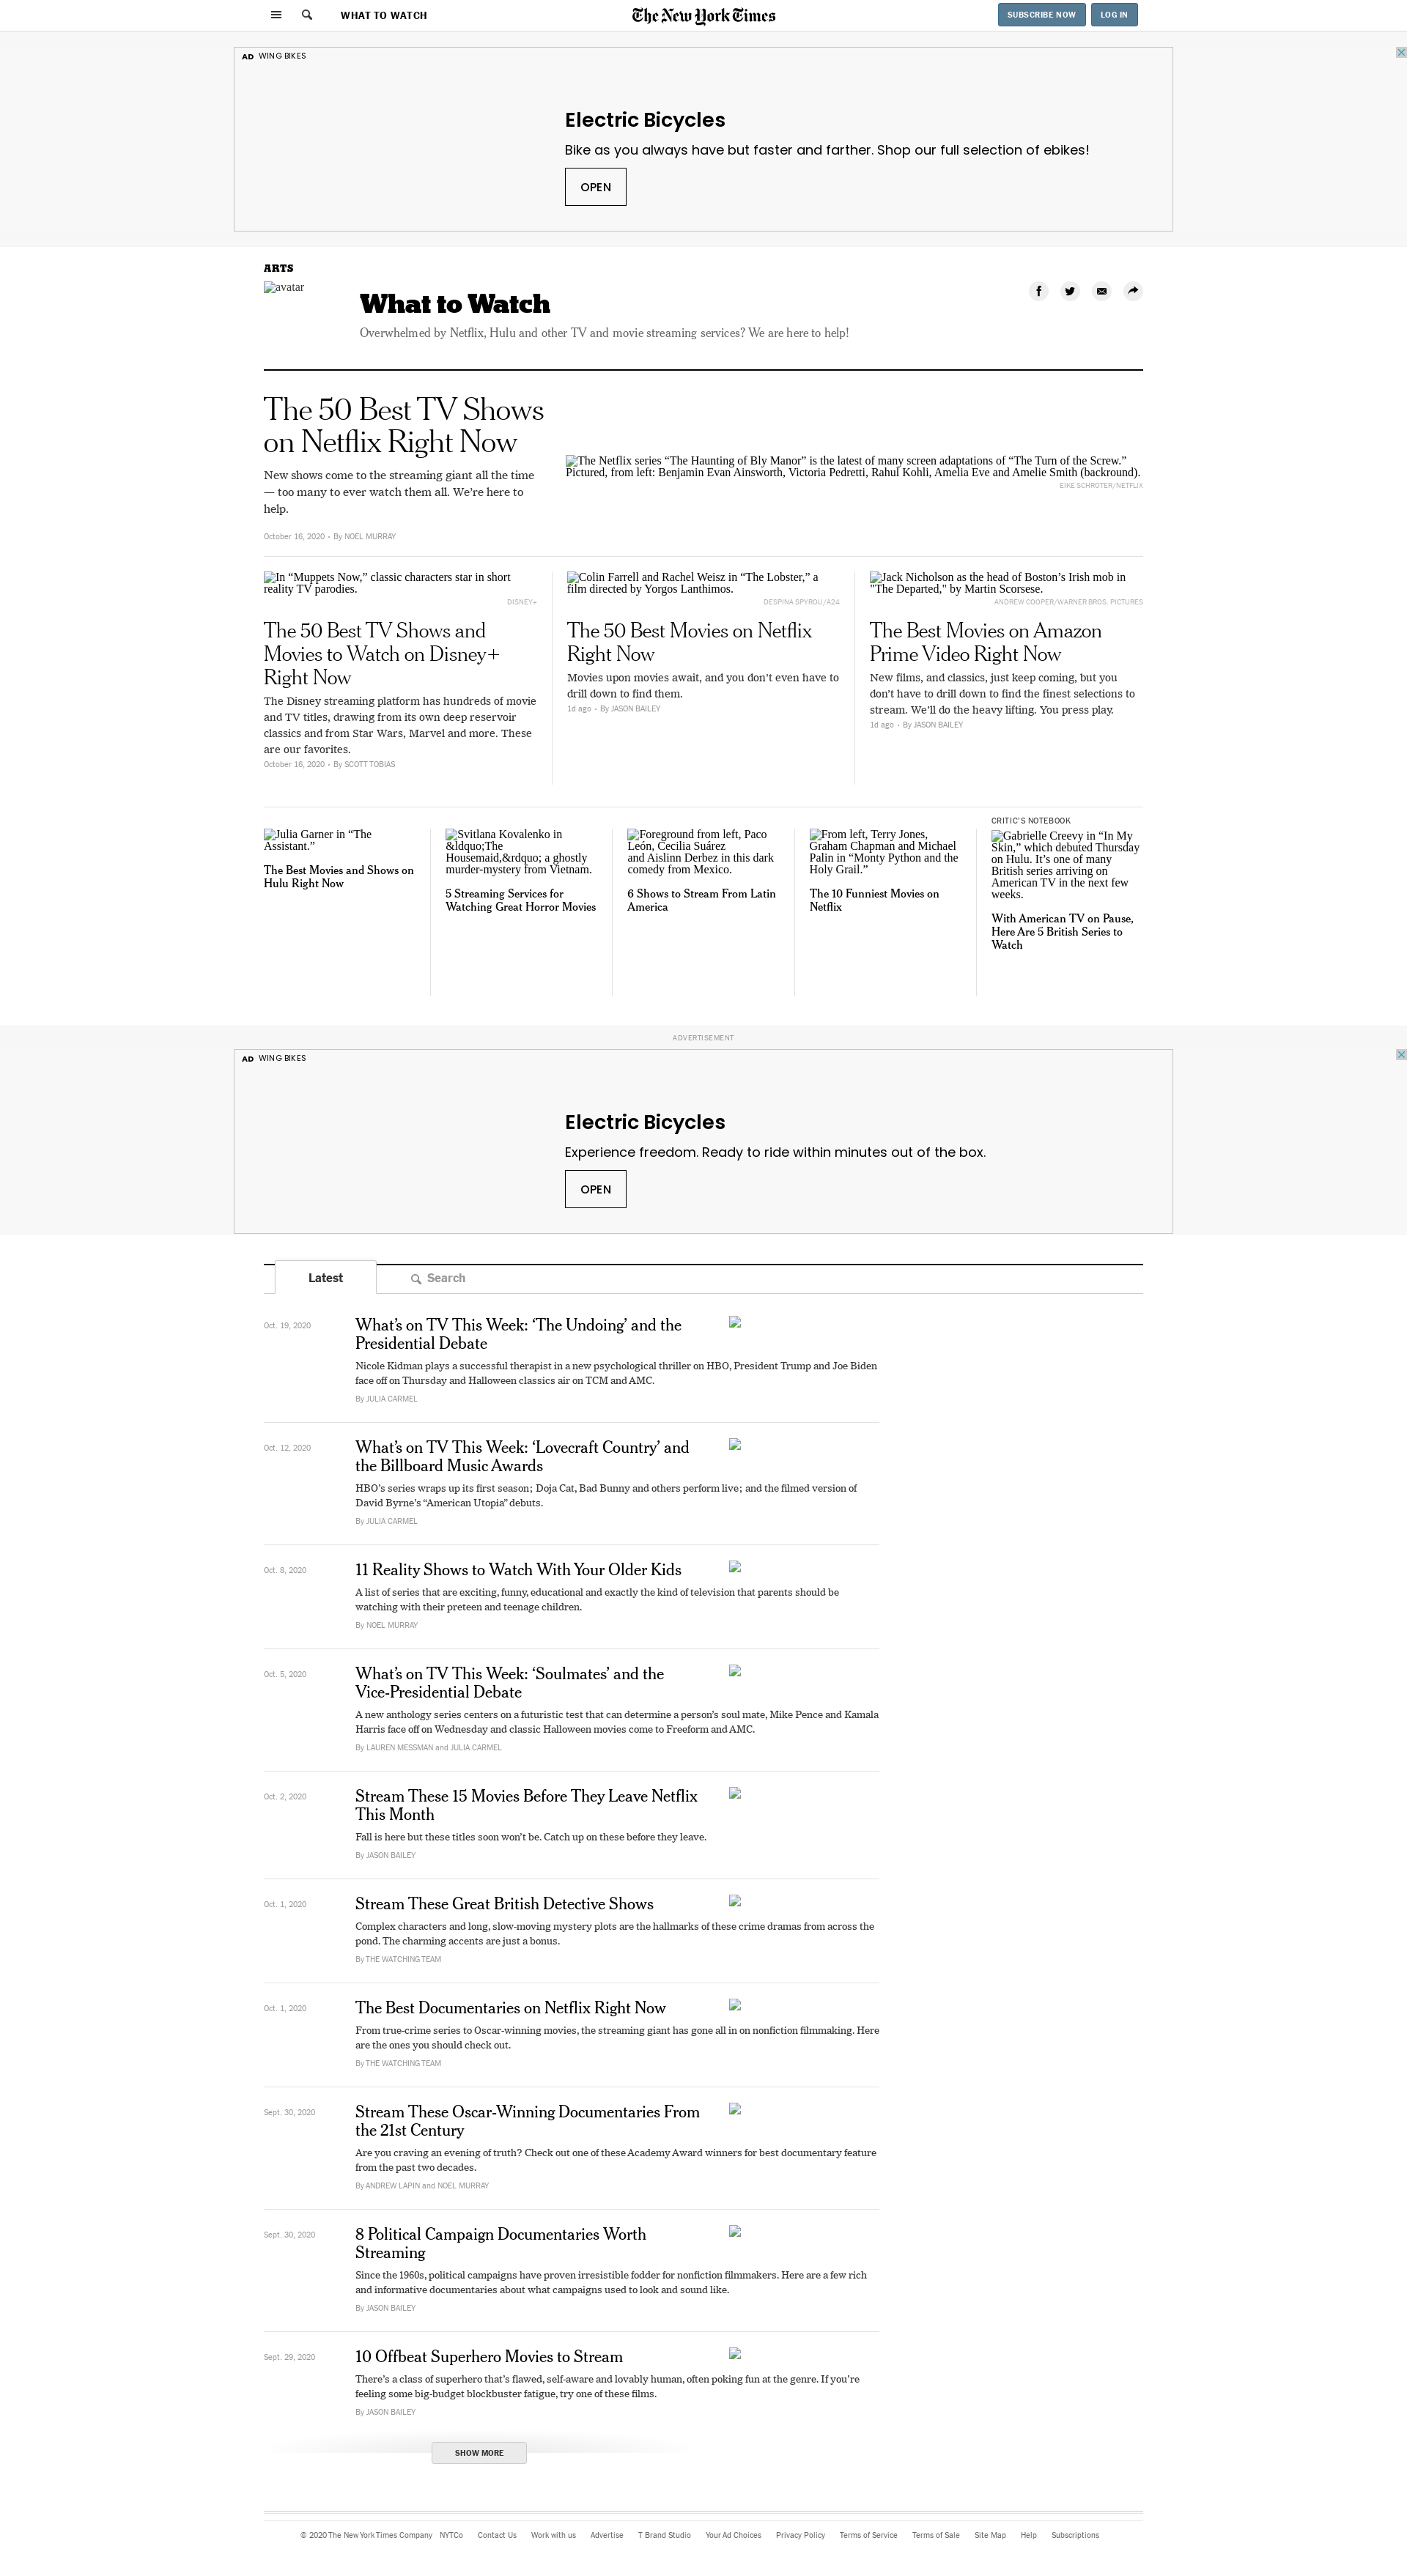 WHAT TO WATCH
The New York Times
SUBSCRIBE NOW
LOG IN
AD WING BIKES
Electric Bicycles
Bike as you always have but faster and farther. Shop our full selection of ebikes!
OPEN
ARTS
avatar
What to Watch
Overwhelmed by Netflix, Hulu and other TV and movie streaming services? We are here to help!
The 50 Best TV Shows
on Netflix Right Now
New shows come to the streaming giant all the time
— too many to ever watch them all. We’re here to
help.
October 16, 2020 • By NOEL MURRAY
The Netflix series “The Haunting of Bly Manor” is the latest of many screen adaptations of “The Turn of the Screw.”
Pictured, from left: Benjamin Evan Ainsworth, Victoria Pedretti, Rahul Kohli, Amelia Eve and Amelie Smith (backround).
EIKE SCHROTER/NETFLIX
In “Muppets Now,” classic characters star in short
reality TV parodies.
DISNEY+
The 50 Best TV Shows and
Movies to Watch on Disney+
Right Now
The Disney streaming platform has hundreds of movie
and TV titles, drawing from its own deep reservoir
classics and from Star Wars, Marvel and more. These
are our favorites.
October 16, 2020 • By SCOTT TOBIAS
Colin Farrell and Rachel Weisz in “The Lobster,” a
film directed by Yorgos Lanthimos.
DESPINA SPYROU/A24
The 50 Best Movies on Netflix
Right Now
Movies upon movies await, and you don’t even have to
drill down to find them.
1d ago • By JASON BAILEY
Jack Nicholson as the head of Boston’s Irish mob in
"The Departed," by Martin Scorsese.
ANDREW COOPER/WARNER BROS. PICTURES
The Best Movies on Amazon
Prime Video Right Now
New films, and classics, just keep coming, but you
don’t have to drill down to find the finest selections to
stream. We’ll do the heavy lifting. You press play.
1d ago • By JASON BAILEY
Julia Garner in “The
Assistant.”
The Best Movies and Shows on
Hulu Right Now
Svitlana Kovalenko in
&ldquo;The
Housemaid,&rdquo; a ghostly
murder-mystery from Vietnam.
5 Streaming Services for
Watching Great Horror Movies
Foreground from left, Paco
León, Cecilia Suárez
and Aislinn Derbez in this dark
comedy from Mexico.
6 Shows to Stream From Latin
America
From left, Terry Jones,
Graham Chapman and Michael
Palin in “Monty Python and the
Holy Grail.”
The 10 Funniest Movies on
Netflix
CRITIC’S NOTEBOOK
Gabrielle Creevy in “In My
Skin,” which debuted Thursday
on Hulu. It’s one of many
British series arriving on
American TV in the next few
weeks.
With American TV on Pause,
Here Are 5 British Series to
Watch
ADVERTISEMENT
AD WING BIKES
Electric Bicycles
Experience freedom. Ready to ride within minutes out of the box.
OPEN
Latest
Search
Oct. 19, 2020
What’s on TV This Week: ‘The Undoing’ and the
Presidential Debate
Nicole Kidman plays a successful therapist in a new psychological thriller on HBO, President Trump and Joe Biden
face off on Thursday and Halloween classics air on TCM and AMC.
By JULIA CARMEL
Oct. 12, 2020
What’s on TV This Week: ‘Lovecraft Country’ and
the Billboard Music Awards
HBO’s series wraps up its first season; Doja Cat, Bad Bunny and others perform live; and the filmed version of
David Byrne’s “American Utopia” debuts.
By JULIA CARMEL
Oct. 8, 2020
11 Reality Shows to Watch With Your Older Kids
A list of series that are exciting, funny, educational and exactly the kind of television that parents should be
watching with their preteen and teenage children.
By NOEL MURRAY
Oct. 5, 2020
What’s on TV This Week: ‘Soulmates’ and the
Vice-Presidential Debate
A new anthology series centers on a futuristic test that can determine a person’s soul mate, Mike Pence and Kamala
Harris face off on Wednesday and classic Halloween movies come to Freeform and AMC.
By LAUREN MESSMAN and JULIA CARMEL
Oct. 2, 2020
Stream These 15 Movies Before They Leave Netflix
This Month
Fall is here but these titles soon won’t be. Catch up on these before they leave.
By JASON BAILEY
Oct. 1, 2020
Stream These Great British Detective Shows
Complex characters and long, slow-moving mystery plots are the hallmarks of these crime dramas from across the
pond. The charming accents are just a bonus.
By THE WATCHING TEAM
Oct. 1, 2020
The Best Documentaries on Netflix Right Now
From true-crime series to Oscar-winning movies, the streaming giant has gone all in on nonfiction filmmaking. Here
are the ones you should check out.
By THE WATCHING TEAM
Sept. 30, 2020
Stream These Oscar-Winning Documentaries From
the 21st Century
Are you craving an evening of truth? Check out one of these Academy Award winners for best documentary feature
from the past two decades.
By ANDREW LAPIN and NOEL MURRAY
Sept. 30, 2020
8 Political Campaign Documentaries Worth
Streaming
Since the 1960s, political campaigns have proven irresistible fodder for nonfiction filmmakers. Here are a few rich
and informative documentaries about what campaigns used to look and sound like.
By JASON BAILEY
Sept. 29, 2020
10 Offbeat Superhero Movies to Stream
There’s a class of superhero that’s flawed, self-aware and lovably human, often poking fun at the genre. If you’re
feeling some big-budget blockbuster fatigue, try one of these films.
By JASON BAILEY
SHOW MORE
© 2020 The New York Times Company NYTCo Contact Us Work with us Advertise T Brand Studio Your Ad Choices Privacy Policy Terms of Service Terms of Sale Site Map Help Subscriptions